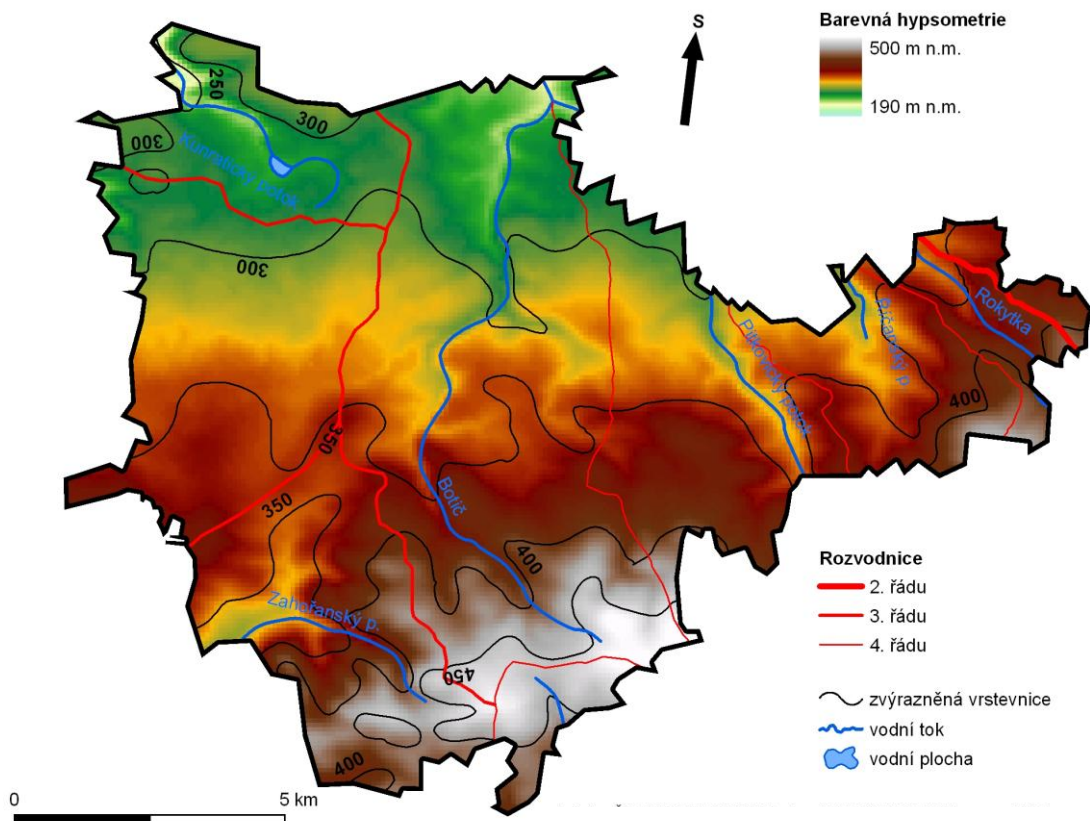 S
Barevná hypsometrie
500 m n.m.
190 m n.m.
250
300
300
Kunratický potok
300
Pitkovický potok
Říčanský p.
Rokytka
400
350
350
Botič
400
Zahořanský p.
450
400
Rozvodnice
2. řádu
3. řádu
4. řádu
zvýrazněná vrstevnice
vodní tok
vodní plocha
0 5 km